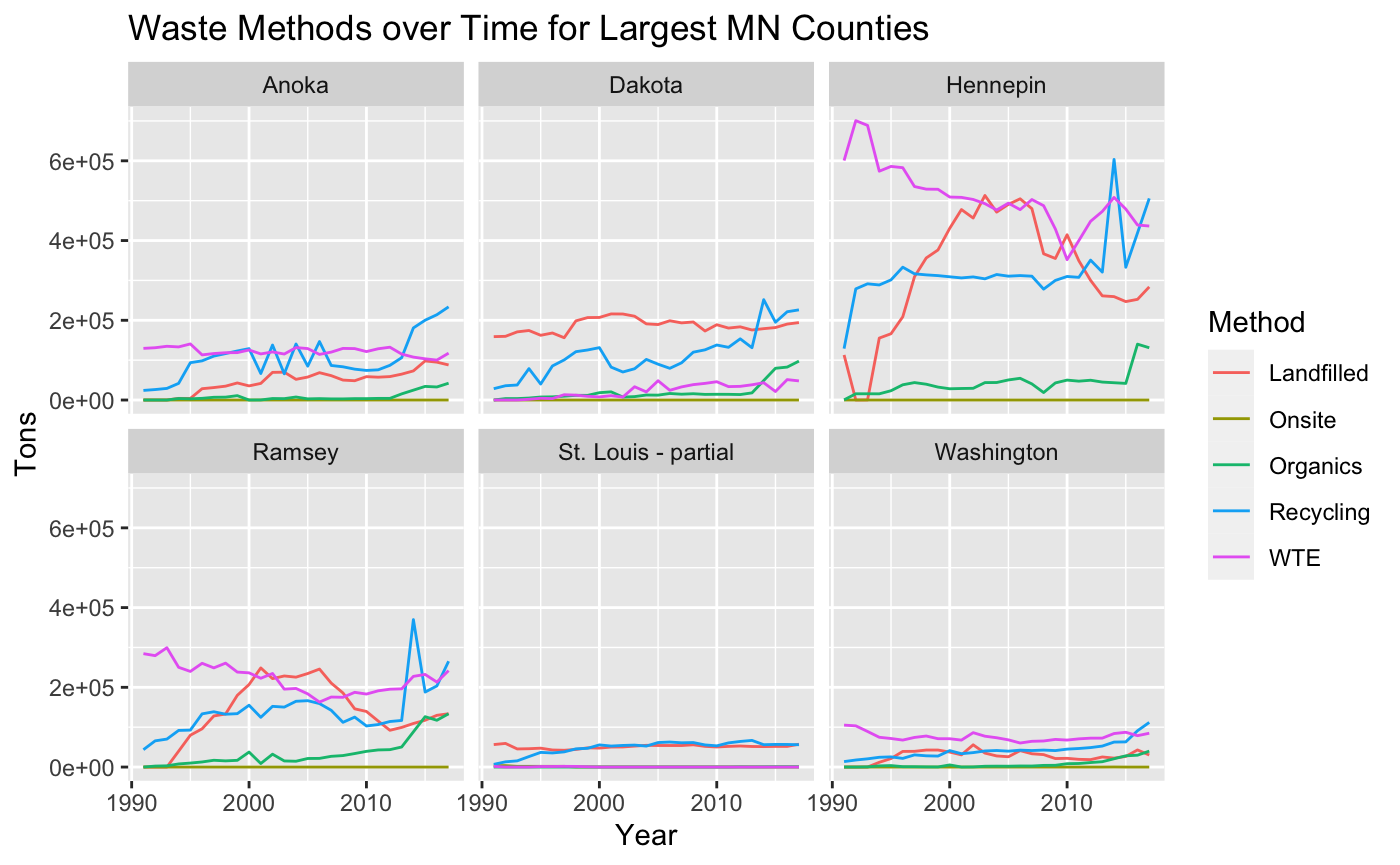 Waste Methods over Time for Largest MN Counties
Anoka Dakota Hennepin
6e+05
4e+05
2e+05
0e+00
Ramsey St. Louis - partial Washington
6e+05
4e+05
2e+05
0e+00
1990 2000 2010 1990 2000 2010 1990 2000 2010
Year
Tons
Method
Landfilled
Onsite
Organics
Recycling
WTE